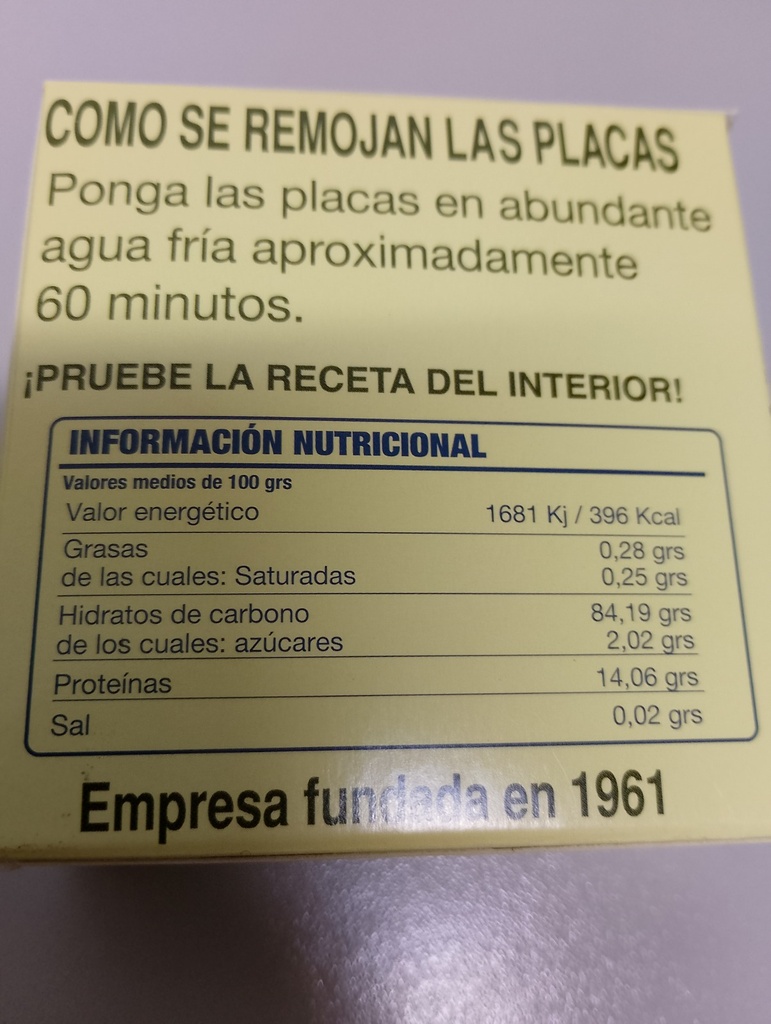 COMO SE REMOJAN LAS PLACAS
Ponga las placas en abundante
agua fría aproximadamente
60 minutos.
¡PRUEBE LA RECETA DEL INTERIOR!
INFORMACIÓN NUTRICIONAL
Valores medios de 100 grs
Valor energético 1681 Kj / 396 Kcal
Grasas 0,28 grs
de las cuales: Saturadas 0,25 grs
Hidratos de carbono 84,19 grs
de los cuales: azúcares 2,02 grs
Proteínas 14,06 grs
Sal 0,02 grs
Empresa fundada en 1961